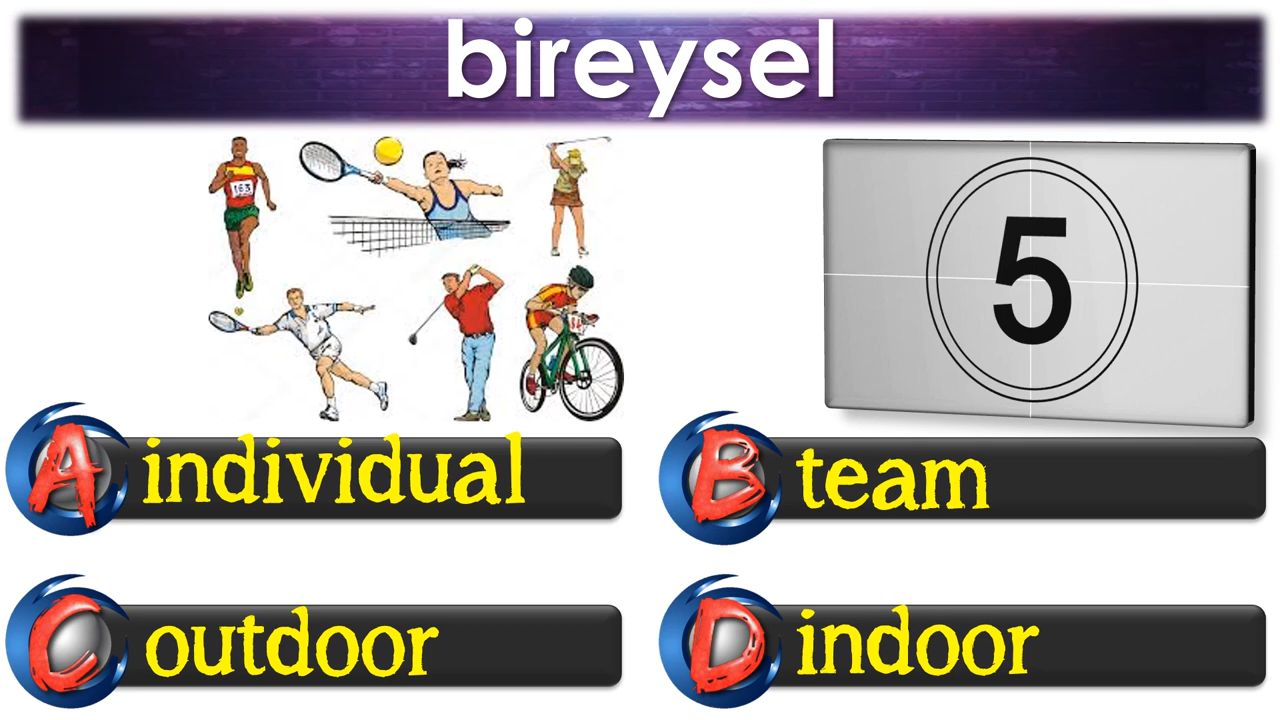 bireysel
163
5
A individual
B team
C outdoor
D indoor